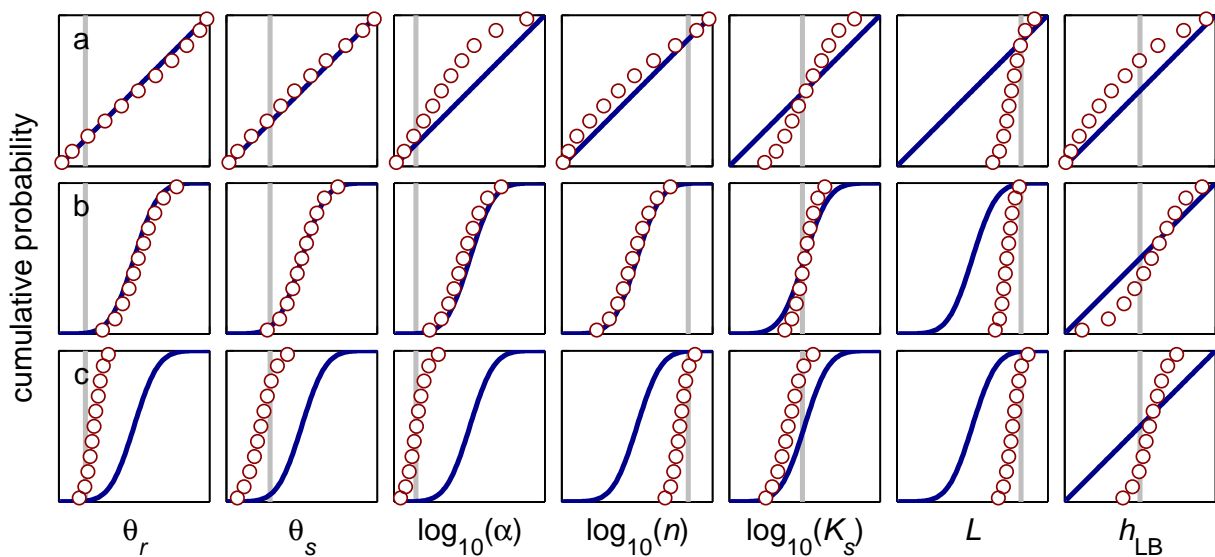 a
b
c
cumulative probability
θr θs log10(α) log10(n) log10(Ks) L hLB